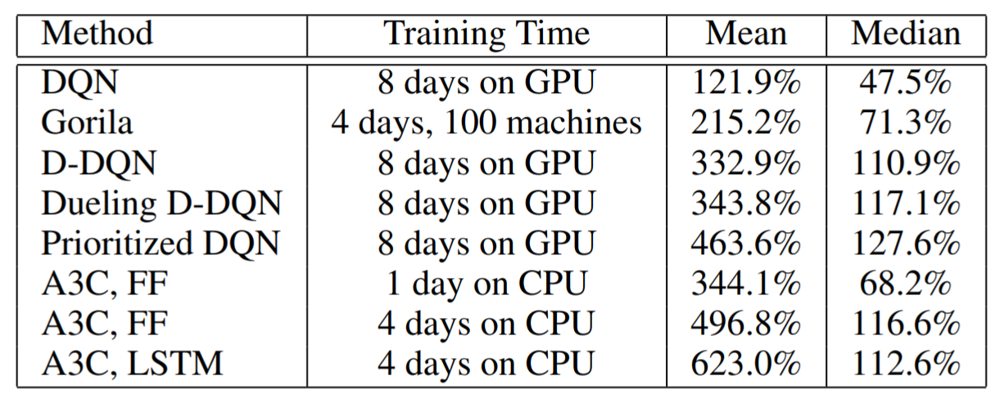 Method Training Time Mean Median
DQN 8 days on GPU 121.9% 47.5%
Gorila 4 days, 100 machines 215.2% 71.3%
D-DQN 8 days on GPU 332.9% 110.9%
Dueling D-DQN 8 days on GPU 343.8% 117.1%
Prioritized DQN 8 days on GPU 463.6% 127.6%
A3C, FF 1 day on CPU 344.1% 68.2%
A3C, FF 4 days on CPU 496.8% 116.6%
A3C, LSTM 4 days on CPU 623.0% 112.6%